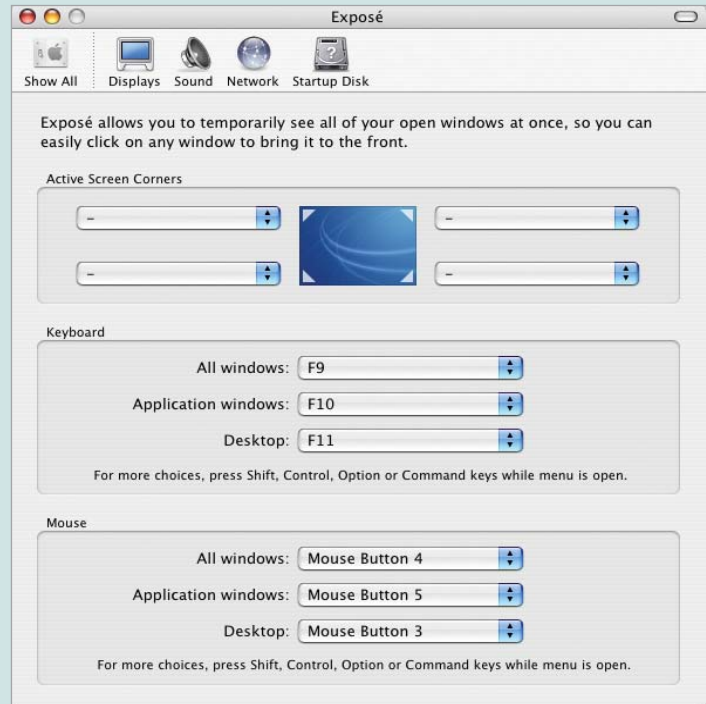 Exposé
Show All Displays Sound Network Startup Disk
Exposé allows you to temporarily see all of your open windows at once, so you can
easily click on any window to bring it to the front.
Active Screen Corners
– –
– –
Keyboard
All windows: F9
Application windows: F10
Desktop: F11
For more choices, press Shift, Control, Option or Command keys while menu is open.
Mouse
All windows: Mouse Button 4
Application windows: Mouse Button 5
Desktop: Mouse Button 3
For more choices, press Shift, Control, Option or Command keys while menu is open.